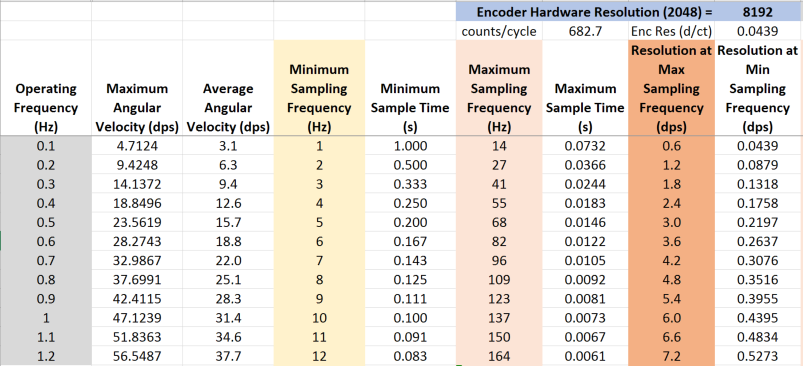 Encoder Hardware Resolution (2048) = 8192
counts/cycle 682.7 Enc Res (d/ct) 0.0439
Operating Frequency (Hz) Maximum Angular Velocity (dps) Average Angular Velocity (dps) Minimum Sampling Frequency (Hz) Minimum Sample Time (s) Maximum Sampling Frequency (Hz) Maximum Sample Time (s) Resolution at Max Sampling Frequency (dps) Resolution at Min Sampling Frequency (dps)
0.1 4.7124 3.1 1 1.000 14 0.0732 0.6 0.0439
0.2 9.4248 6.3 2 0.500 27 0.0366 1.2 0.0879
0.3 14.1372 9.4 3 0.333 41 0.0244 1.8 0.1318
0.4 18.8496 12.6 4 0.250 55 0.0183 2.4 0.1758
0.5 23.5619 15.7 5 0.200 68 0.0146 3.0 0.2197
0.6 28.2743 18.8 6 0.167 82 0.0122 3.6 0.2637
0.7 32.9867 22.0 7 0.143 96 0.0105 4.2 0.3076
0.8 37.6991 25.1 8 0.125 109 0.0092 4.8 0.3516
0.9 42.4115 28.3 9 0.111 123 0.0081 5.4 0.3955
1 47.1239 31.4 10 0.100 137 0.0073 6.0 0.4395
1.1 51.8363 34.6 11 0.091 150 0.0067 6.6 0.4834
1.2 56.5487 37.7 12 0.083 164 0.0061 7.2 0.5273